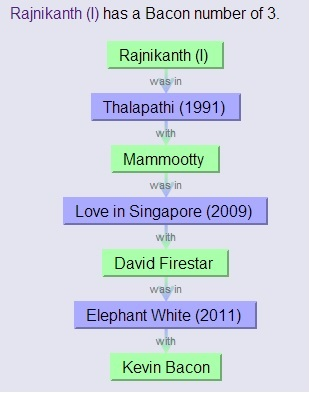 Rajnikanth (I) has a Bacon number of 3.
Rajnikanth (I)
was in
Thalapathi (1991)
with
Mammootty
was in
Love in Singapore (2009)
with
David Firestar
was in
Elephant White (2011)
with
Kevin Bacon